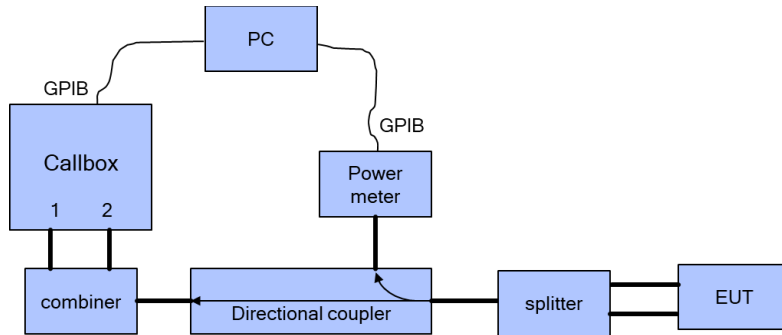 PC
GPIB
GPIB
Callbox
1 2
Power
meter
combiner
Directional coupler
splitter
EUT